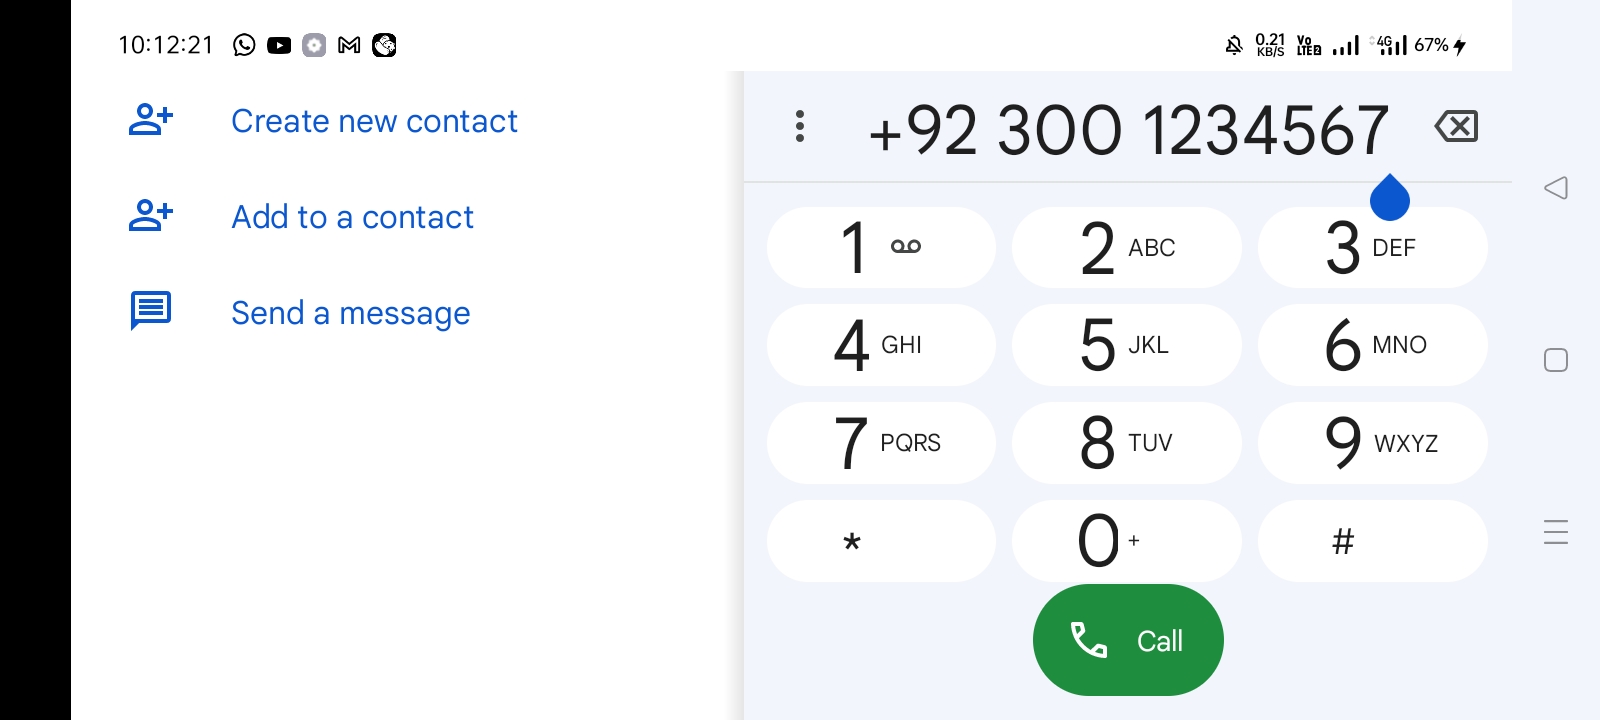 10:12:21
0.21 KB/S
Vo LTE2
4G
67%
Create new contact
Add to a contact
Send a message
+92 300 1234567
1
2 ABC
3 DEF
4 GHI
5 JKL
6 MNO
7 PQRS
8 TUV
9 WXYZ
*
0 +
#
Call